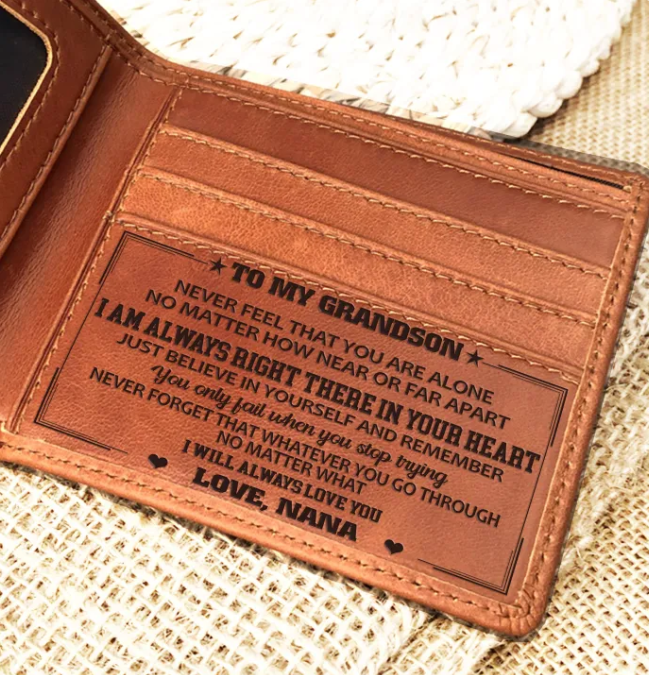 TO MY GRANDSON
NEVER FEEL THAT YOU ARE ALONE
NO MATTER HOW NEAR OR FAR APART
I AM ALWAYS RIGHT THERE IN YOUR HEART
JUST BELIEVE IN YOURSELF AND REMEMBER
You only fail when you stop trying
NEVER FORGET THAT WHATEVER YOU GO THROUGH
NO MATTER WHAT
I WILL ALWAYS LOVE YOU
LOVE, NANA